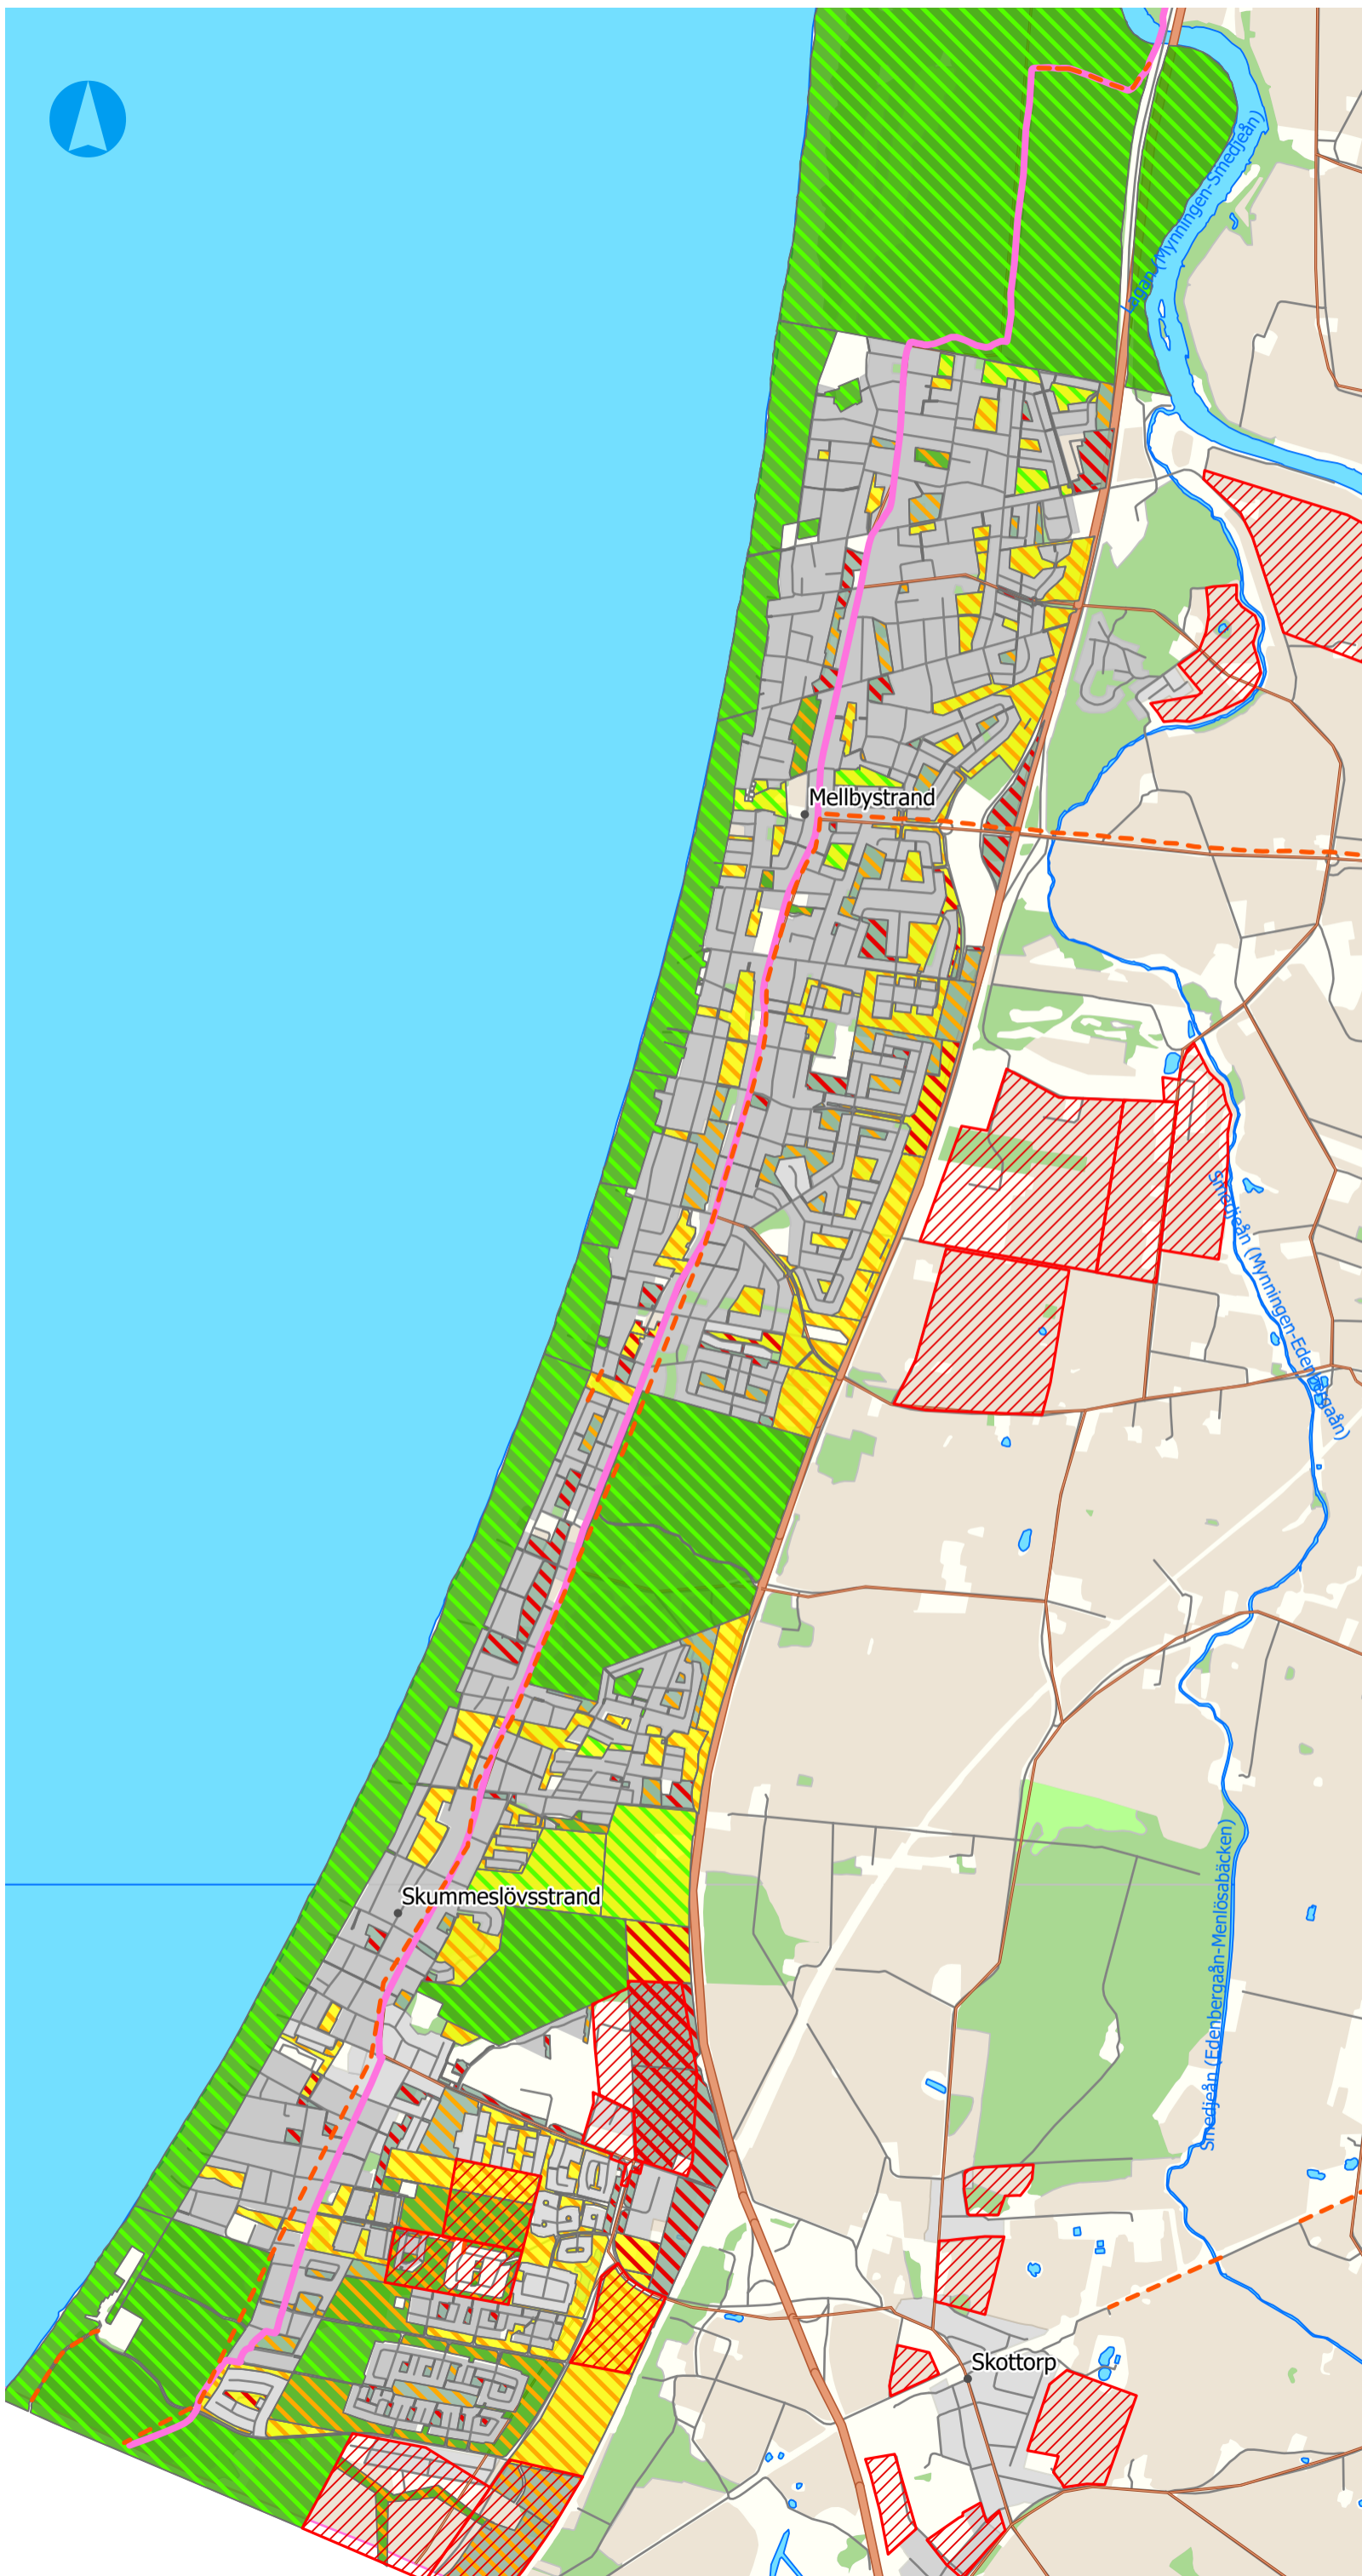 Lagan (Mynningen-Smedjeån)
Mellbystrand
Smedjeån (Mynningen-Edenbergaån)
Skummeslövsstrand
Smedjeån (Edenbergaån-Menlösabäcken)
Skottorp